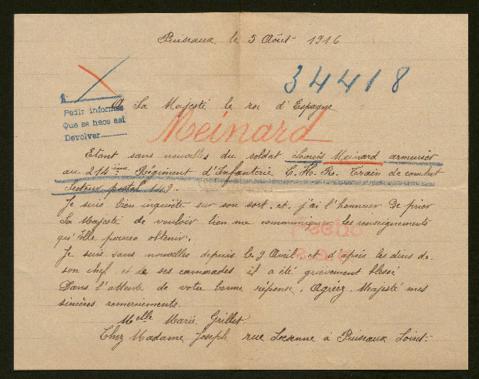 Puiseaux le 5 Août 1916
34418
A Sa Majesté le roi d'Espagne
Pedir informes
Que se hace así
Devolver
Meinard
Etant sans nouvelles du soldat Louis Meinard armurier
au 214ième Régiment d'Infanterie C. H. R. Terain de combat
Secteur postal
Je suis bien inquiète sur son sort, et j'ai l'honneur de prier
Sa Majesté de vouloir bien me communiquer les renseignements
qu'Elle pourra obtenir.
Je suis sans nouvelles depuis le 9 Avril et d'après les dires de
son chef et de ses camarades il a été grièvement blessé
Dans l'attente de votre bonne réponse, Agréez Majesté mes
sincères remerciements.
Melle Marie Grillet
Chez Madame Joseph rue à Puiseaux Loiret